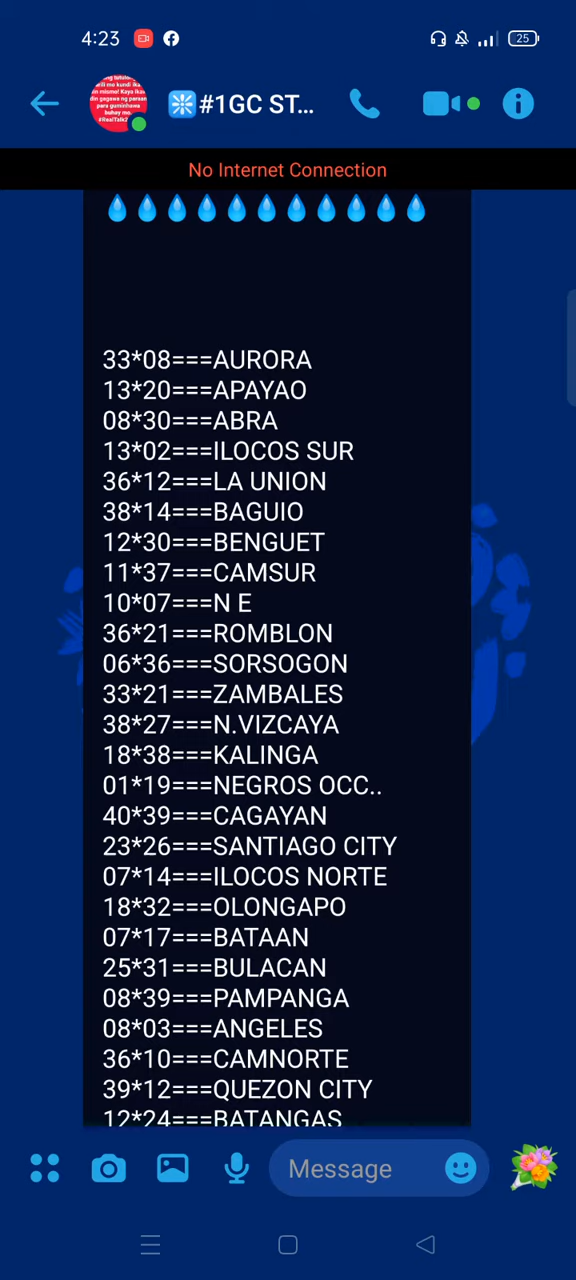 4:23
25
#1GC ST...
No Internet Connection
33*08===AURORA
13*20===APAYAO
08*30===ABRA
13*02===ILOCOS SUR
36*12===LA UNION
38*14===BAGUIO
12*30===BENGUET
11*37===CAMSUR
10*07===N E
36*21===ROMBLON
06*36===SORSOGON
33*21===ZAMBALES
38*27===N.VIZCAYA
18*38===KALINGA
01*19===NEGROS OCC..
40*39===CAGAYAN
23*26===SANTIAGO CITY
07*14===ILOCOS NORTE
18*32===OLONGAPO
07*17===BATAAN
25*31===BULACAN
08*39===PAMPANGA
08*03===ANGELES
36*10===CAMNORTE
39*12===QUEZON CITY
12*24===BATANGAS
Message